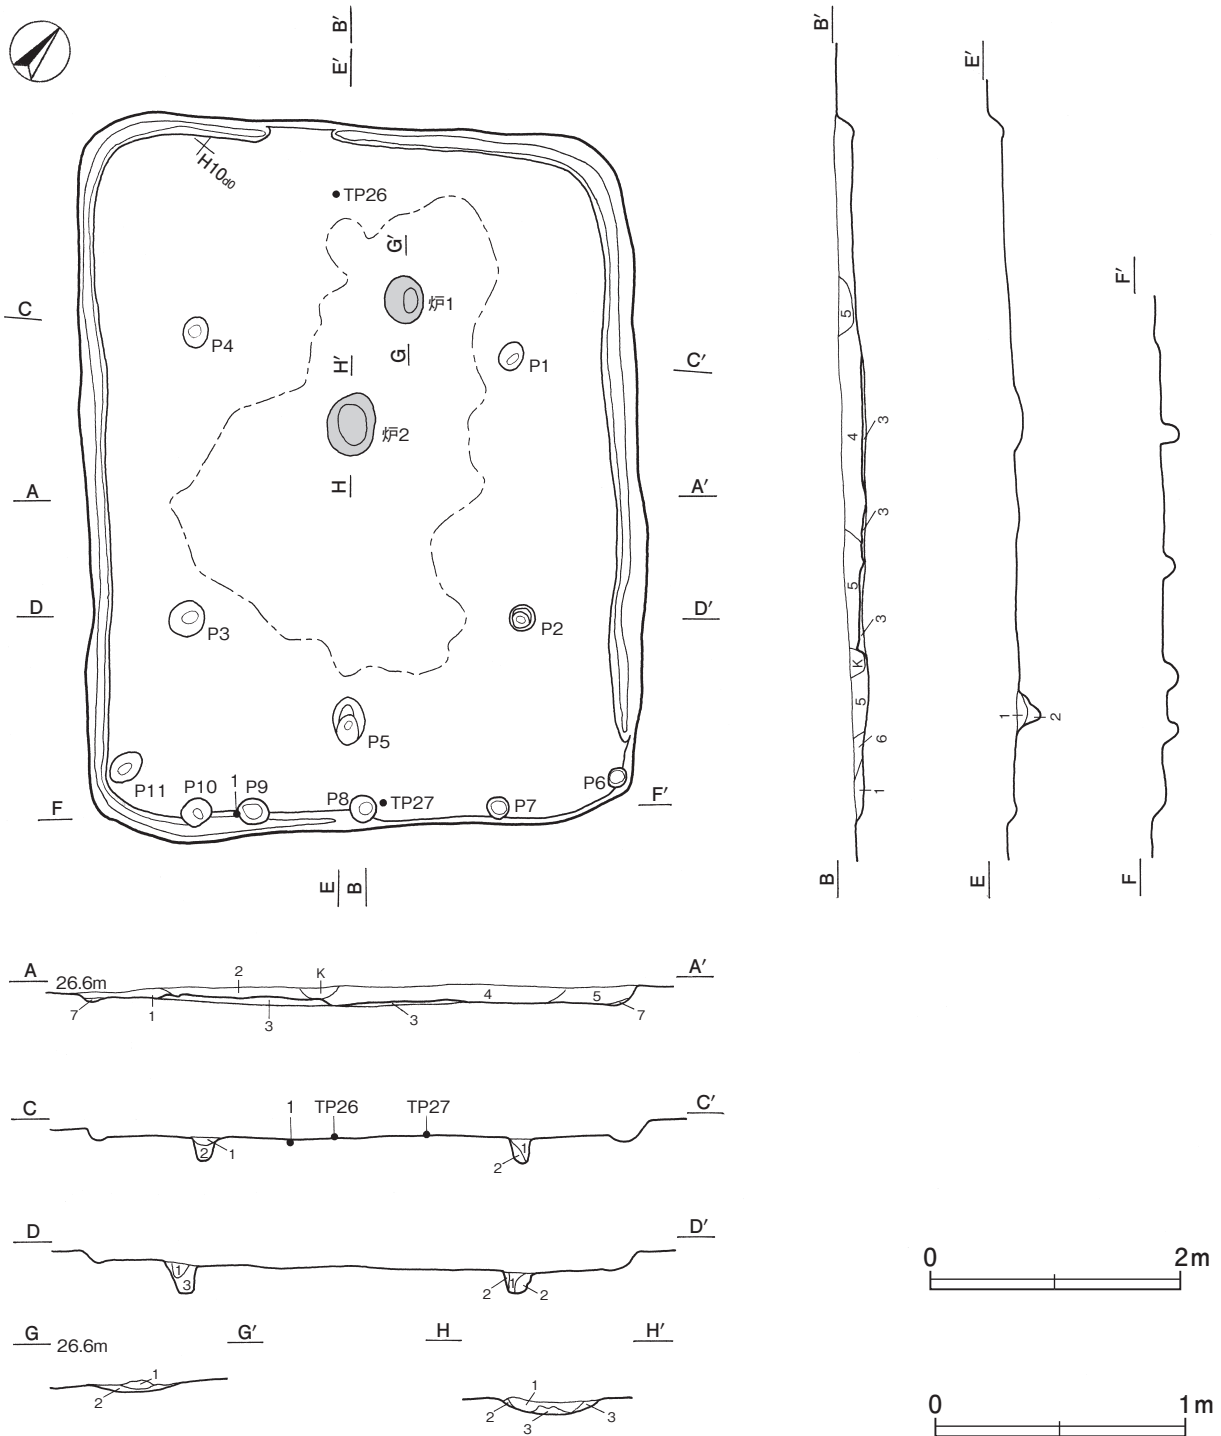 B′
E′
B′
E′
F′
H10d0
TP26
G′
炉1
C
P4
H′
G
P1
C′
炉2
H
A
A′
D
P3
P2
D′
P5
P11
P10
1
P9
P8
TP27
P7
P6
F
F′
E
B
5
4
3
3
5
3
K
5
6
1
1
2
B
E
F
A
26.6m
2
K
A′
4
5
7
1
3
3
7
C
1
TP26
TP27
C′
2
1
2
1
D
D′
1
3
2
1
2
G
26.6m
G′
H
H′
1
2
1
2
3
3
0
2m
0
1m